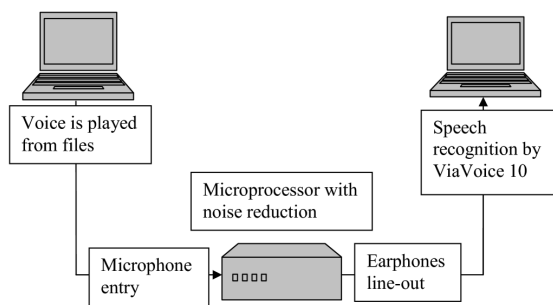 Voice is played
from files
Speech
recognition by
ViaVoice 10
Microprocessor with
noise reduction
Microphone
entry
Earphones
line-out